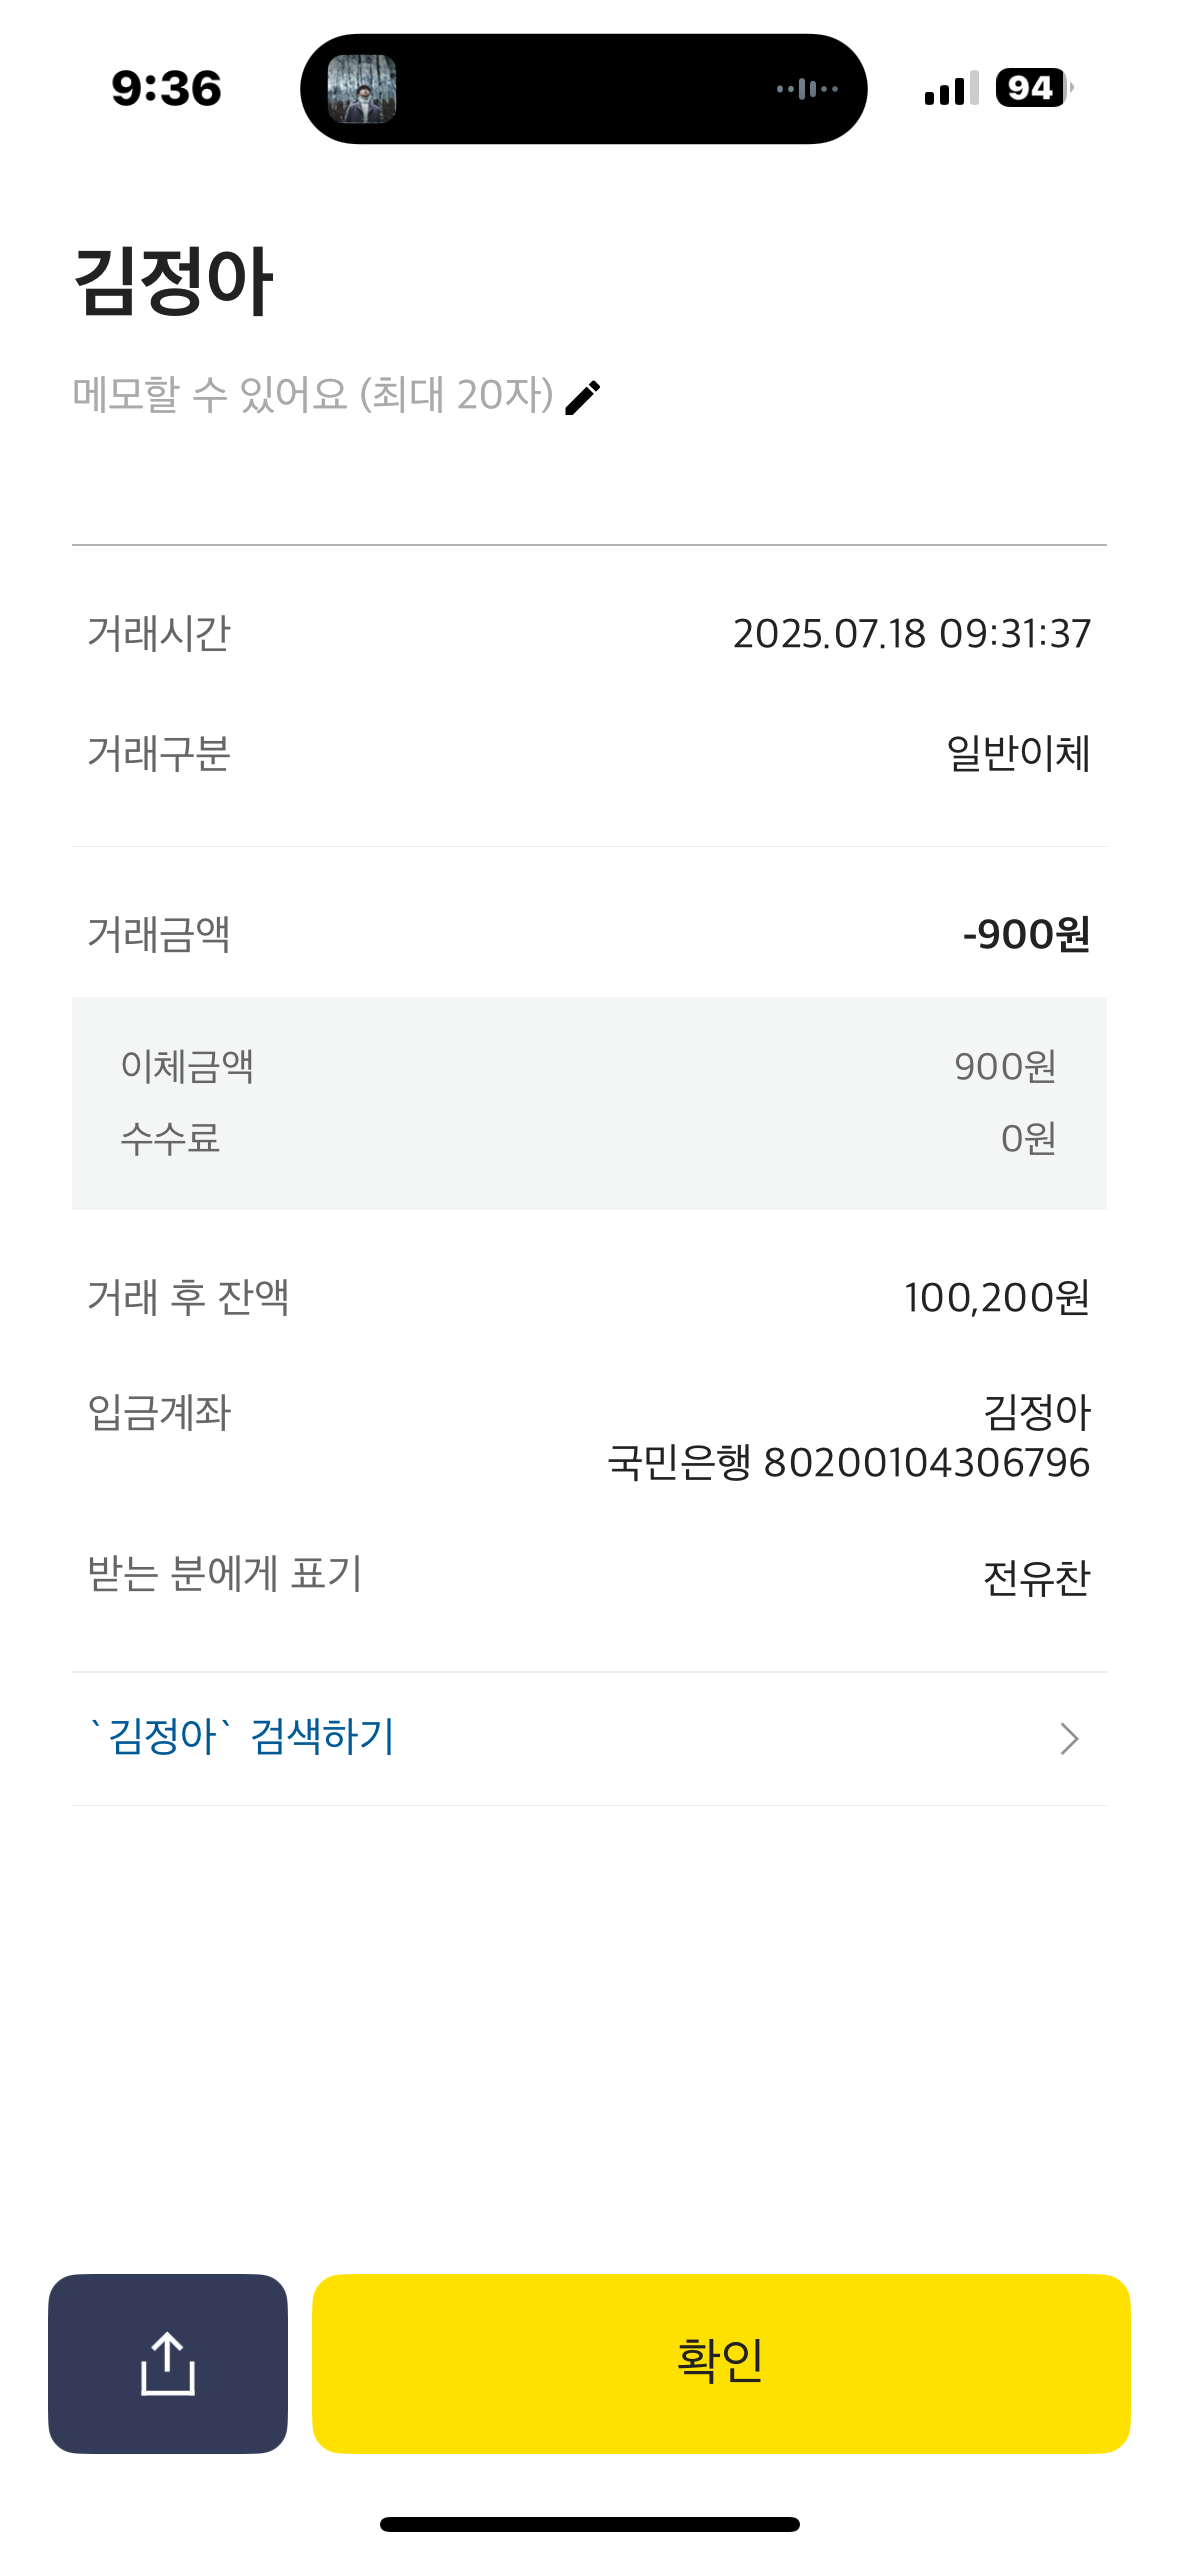 9:36
94
김정아
메모할 수 있어요 (최대 20자)
거래시간 2025.07.18 09:31:37
거래구분 일반이체
거래금액 -900원
이체금액 900원
수수료 0원
거래 후 잔액 100,200원
입금계좌 김정아
국민은행 80200104306796
받는 분에게 표기 전유찬
`김정아` 검색하기
확인